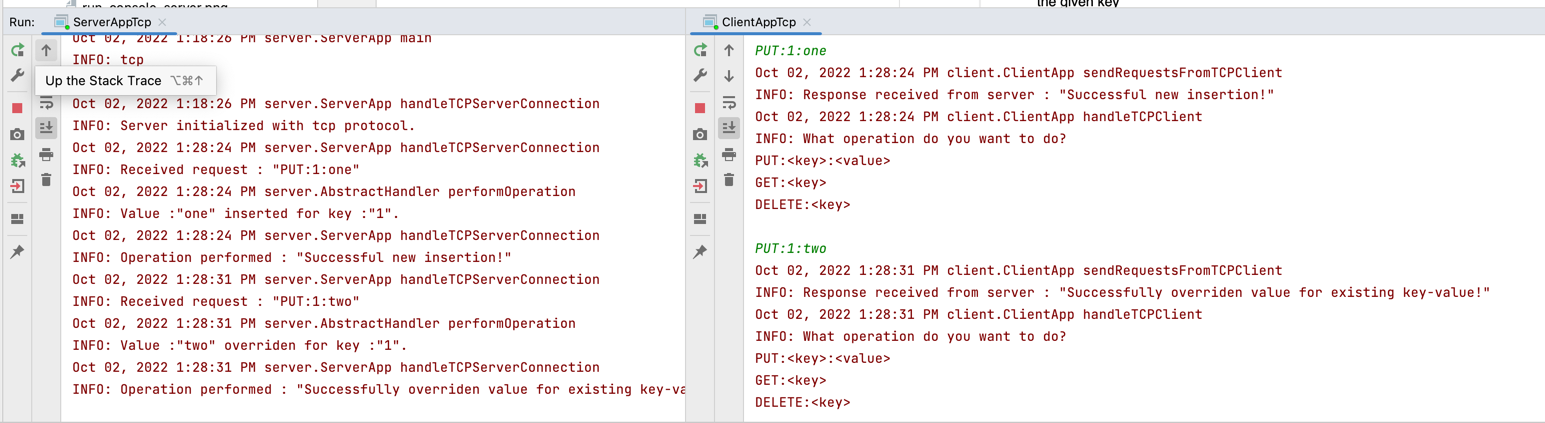 run_console_server.png
the given key
Run:
ServerAppTcp
Oct 02, 2022 1:18:26 PM server.ServerApp main
INFO: tcp
Up the Stack Trace ⌥⌘↑
Oct 02, 2022 1:18:26 PM server.ServerApp handleTCPServerConnection
INFO: Server initialized with tcp protocol.
Oct 02, 2022 1:28:24 PM server.ServerApp handleTCPServerConnection
INFO: Received request : "PUT:1:one"
Oct 02, 2022 1:28:24 PM server.AbstractHandler performOperation
INFO: Value :"one" inserted for key :"1".
Oct 02, 2022 1:28:24 PM server.ServerApp handleTCPServerConnection
INFO: Operation performed : "Successful new insertion!"
Oct 02, 2022 1:28:31 PM server.ServerApp handleTCPServerConnection
INFO: Received request : "PUT:1:two"
Oct 02, 2022 1:28:31 PM server.AbstractHandler performOperation
INFO: Value :"two" overriden for key :"1".
Oct 02, 2022 1:28:31 PM server.ServerApp handleTCPServerConnection
INFO: Operation performed : "Successfully overriden value for existing key-va
ClientAppTcp
PUT:1:one
Oct 02, 2022 1:28:24 PM client.ClientApp sendRequestsFromTCPClient
INFO: Response received from server : "Successful new insertion!"
Oct 02, 2022 1:28:24 PM client.ClientApp handleTCPClient
INFO: What operation do you want to do?
PUT:<key>:<value>
GET:<key>
DELETE:<key>
PUT:1:two
Oct 02, 2022 1:28:31 PM client.ClientApp sendRequestsFromTCPClient
INFO: Response received from server : "Successfully overriden value for existing key-value!"
Oct 02, 2022 1:28:31 PM client.ClientApp handleTCPClient
INFO: What operation do you want to do?
PUT:<key>:<value>
GET:<key>
DELETE:<key>